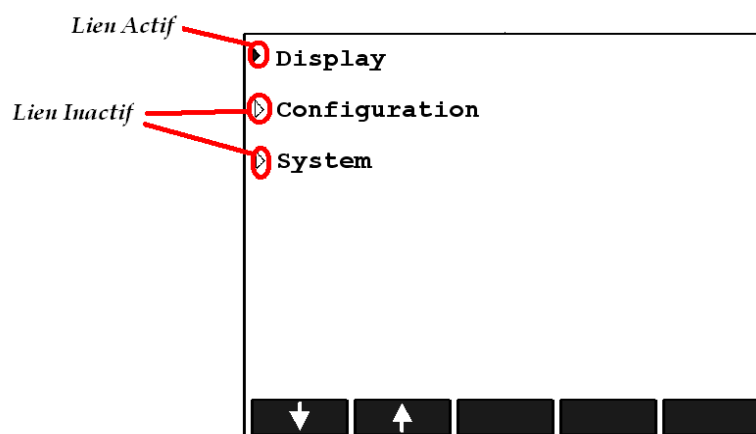 Lien Actif
Display
Lien Inactif
Configuration
System